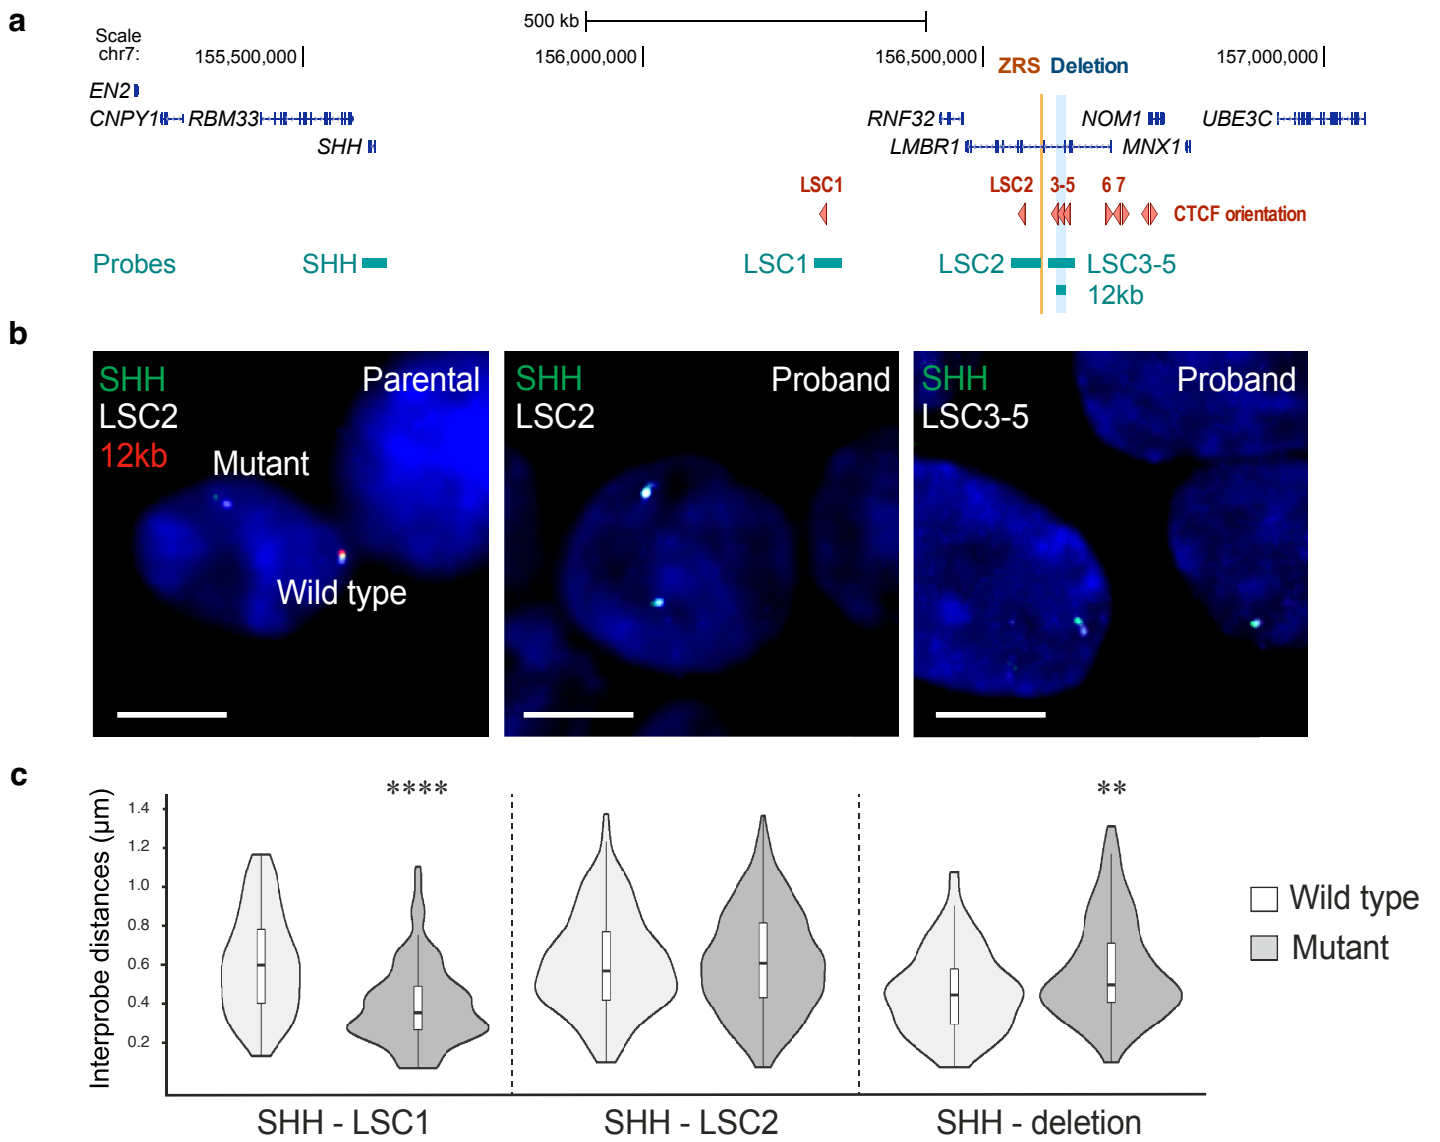 a
500 kb
Scale
chr7:
155,500,000
156,000,000
156,500,000
157,000,000
ZRS
Deletion
EN2
CNPY1
RBM33
RNF32
NOM1
UBE3C
SHH
LMBR1
MNX1
LSC1
LSC2
3-5
6 7
CTCF orientation
Probes
SHH
LSC1
LSC2
LSC3-5
12kb
b
SHH
LSC2
12kb
Parental
Mutant
Wild type
SHH
LSC2
Proband
SHH
LSC3-5
Proband
c
Interprobe distances (μm)
1.4
1.2
1.0
0.8
0.6
0.4
0.2
****
**
Wild type
Mutant
SHH - LSC1
SHH - LSC2
SHH - deletion